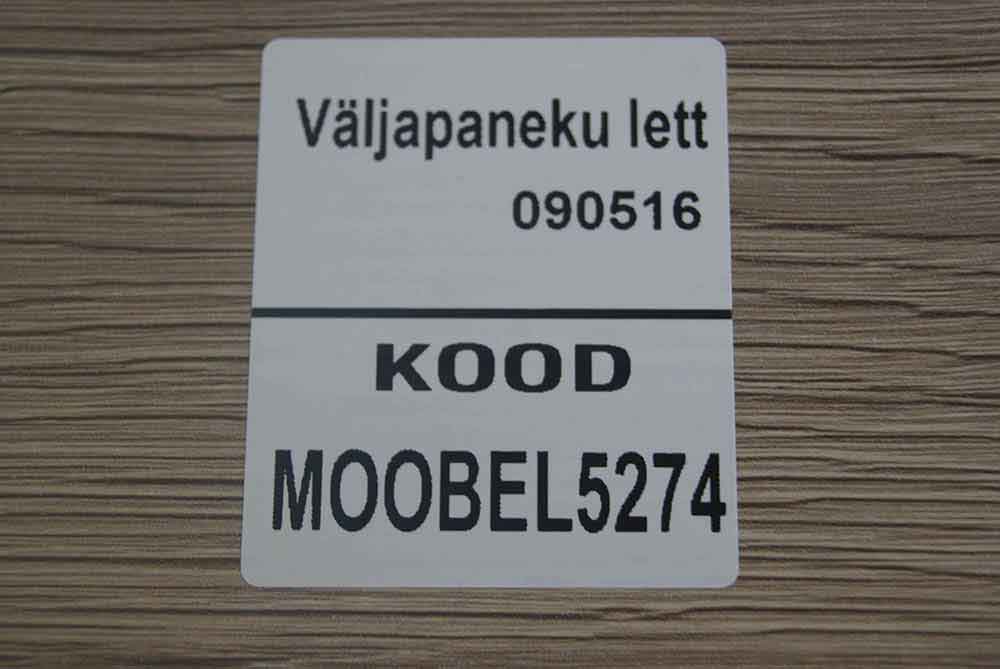 Väljapaneku lett
090516
KOOD
MOOBEL5274